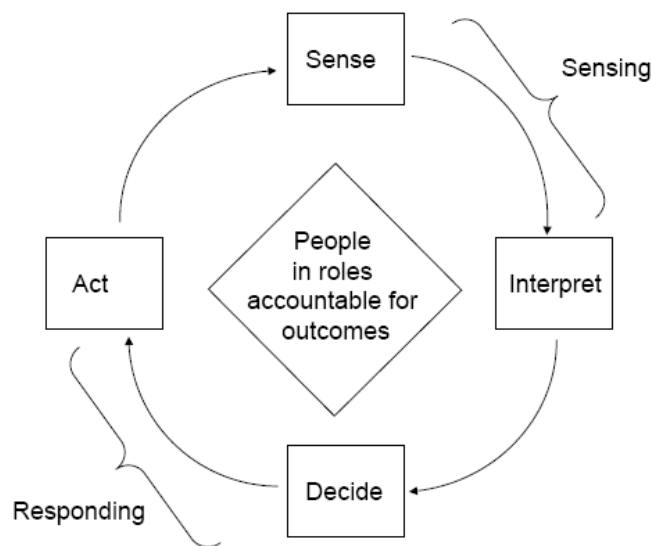 Sense
Sensing
People
in roles
accountable for
outcomes
Act
Interpret
Decide
Responding